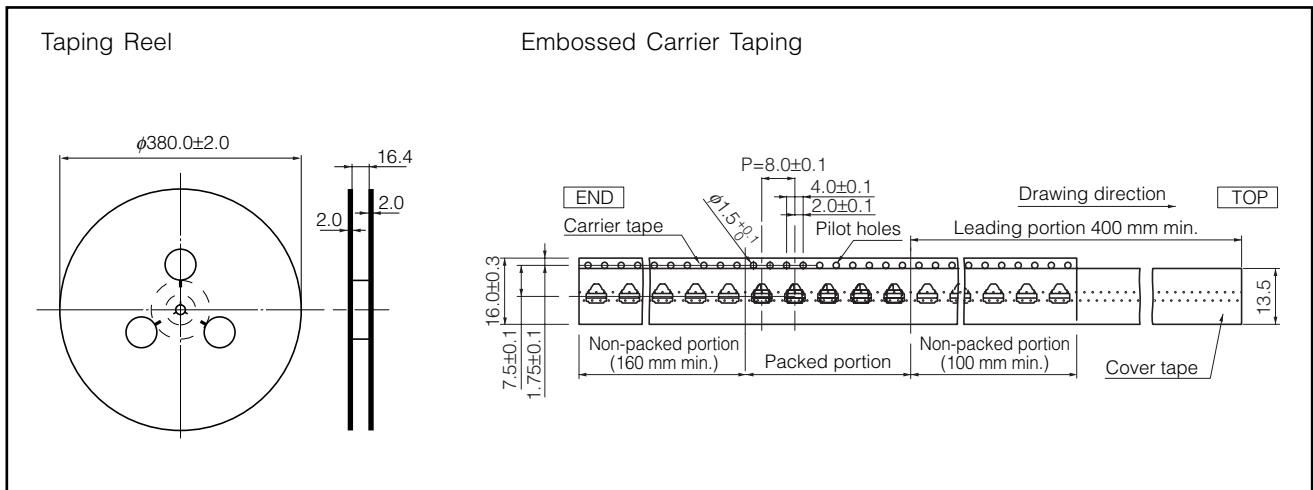 Taping Reel
Embossed Carrier Taping
ϕ380.0±2.0
16.4
2.0
2.0
P=8.0±0.1
4.0±0.1
2.0±0.1
ϕ1.5+0.1 0
END
Drawing direction
TOP
Carrier tape
Pilot holes
Leading portion 400 mm min.
16.0±0.3
7.5±0.1
1.75±0.1
13.5
Non-packed portion
(160 mm min.)
Packed portion
Non-packed portion
(100 mm min.)
Cover tape